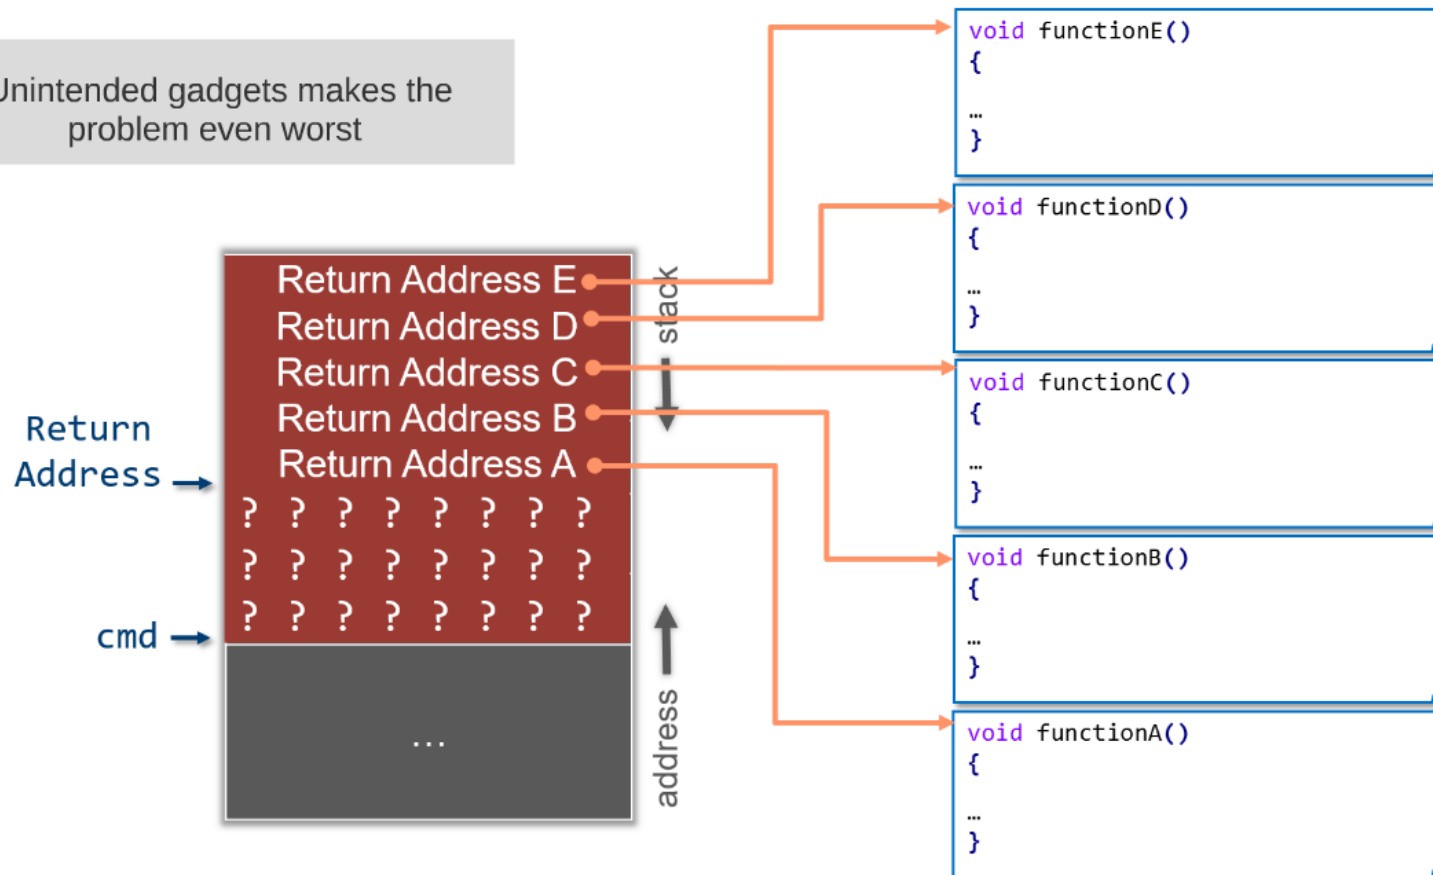 Unintended gadgets makes the
problem even worst
Return Address E
Return Address D
Return Address C
Return Address B
Return Address A
? ? ? ? ? ? ? ?
? ? ? ? ? ? ? ?
? ? ? ? ? ? ? ?
...
Return
Address
cmd
stack
address
void functionE()
{
…
}
void functionD()
{
…
}
void functionC()
{
…
}
void functionB()
{
…
}
void functionA()
{
…
}